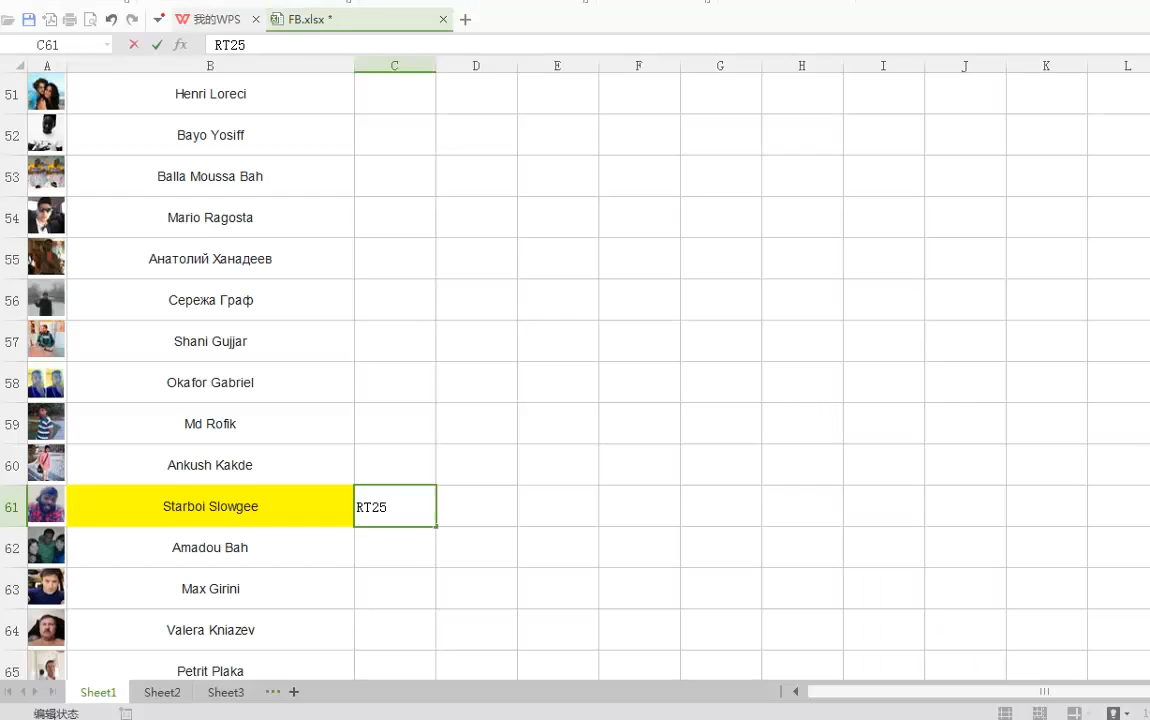 我的WPS
FB.xlsx *
C61
fx
RT25
A B C D E F G H I J K L
51 Henri Loreci
52 Bayo Yosiff
53 Balla Moussa Bah
54 Mario Ragosta
55 Анатолий Ханадеев
56 Сережа Граф
57 Shani Gujjar
58 Okafor Gabriel
59 Md Rofik
60 Ankush Kakde
61 Starboi Slowgee RT25
62 Amadou Bah
63 Max Girini
64 Valera Kniazev
65 Petrit Plaka
Sheet1 Sheet2 Sheet3 ··· +
编辑状态